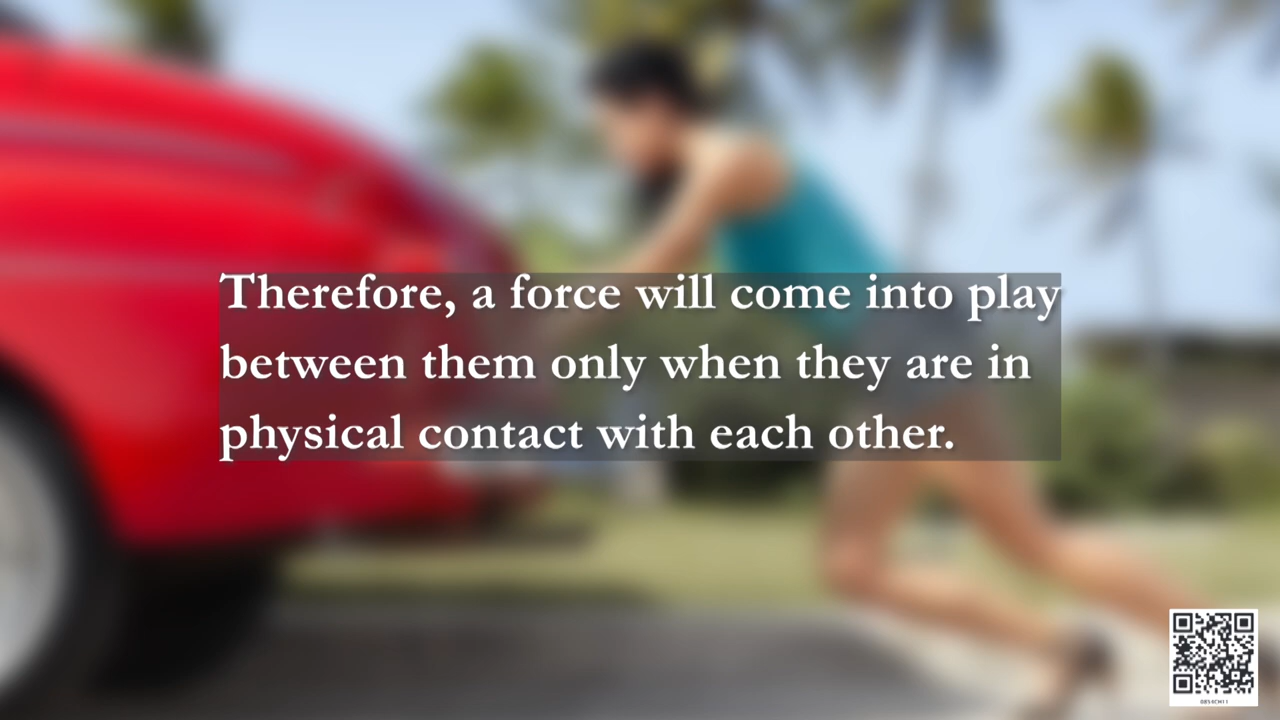 Therefore, a force will come into play
between them only when they are in
physical contact with each other.